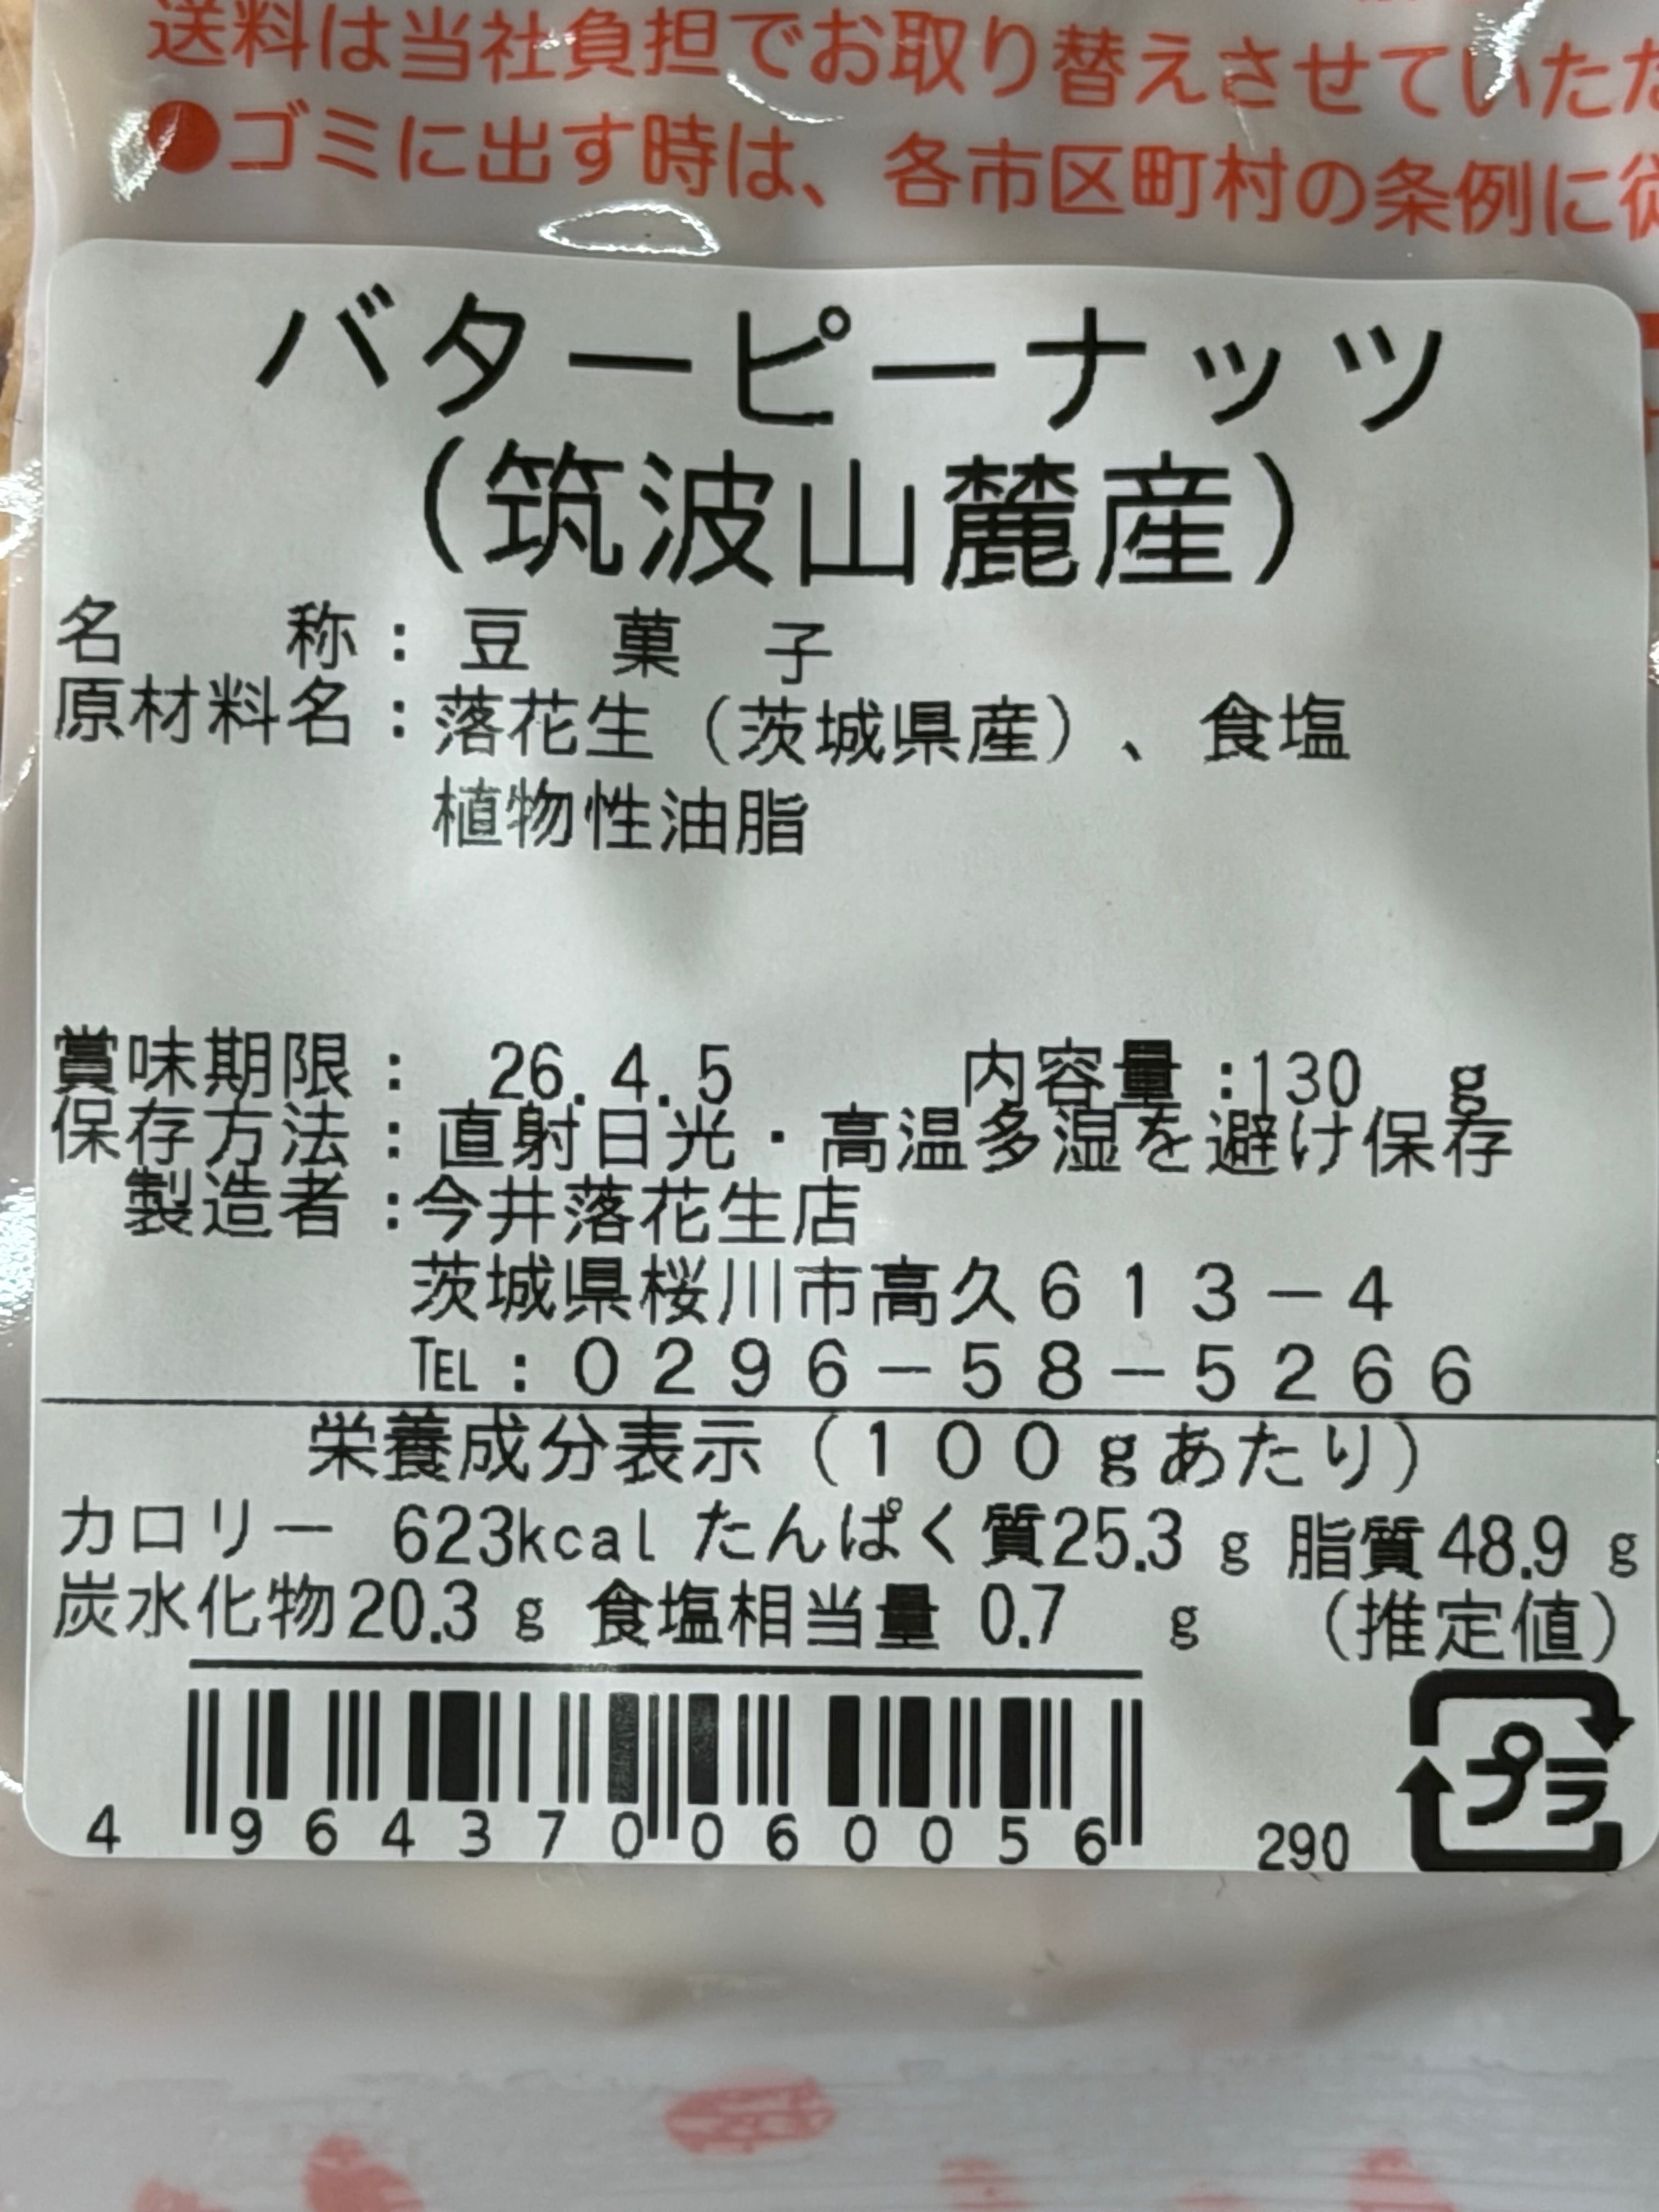 送料は当社負担でお取り替えさせていただ
●ゴミに出す時は、各市区町村の条例に従
バターピーナッツ
(筑波山麓産)
名　　称：豆　菓　子
原材料名：落花生（茨城県産）、食塩
植物性油脂
賞味期限： 26.4.5　内容量：130 g
保存方法：直射日光・高温多湿を避け保存
製造者：今井落花生店
茨城県桜川市高久６１３－４
TEL：０２９６－５８－５２６６
栄養成分表示（１００gあたり）
カロリー 623kcal たんぱく質25.3 g 脂質48.9 g
炭水化物20.3 g 食塩相当量 0.7 g （推定値）
4 964370 060056 290
プラ